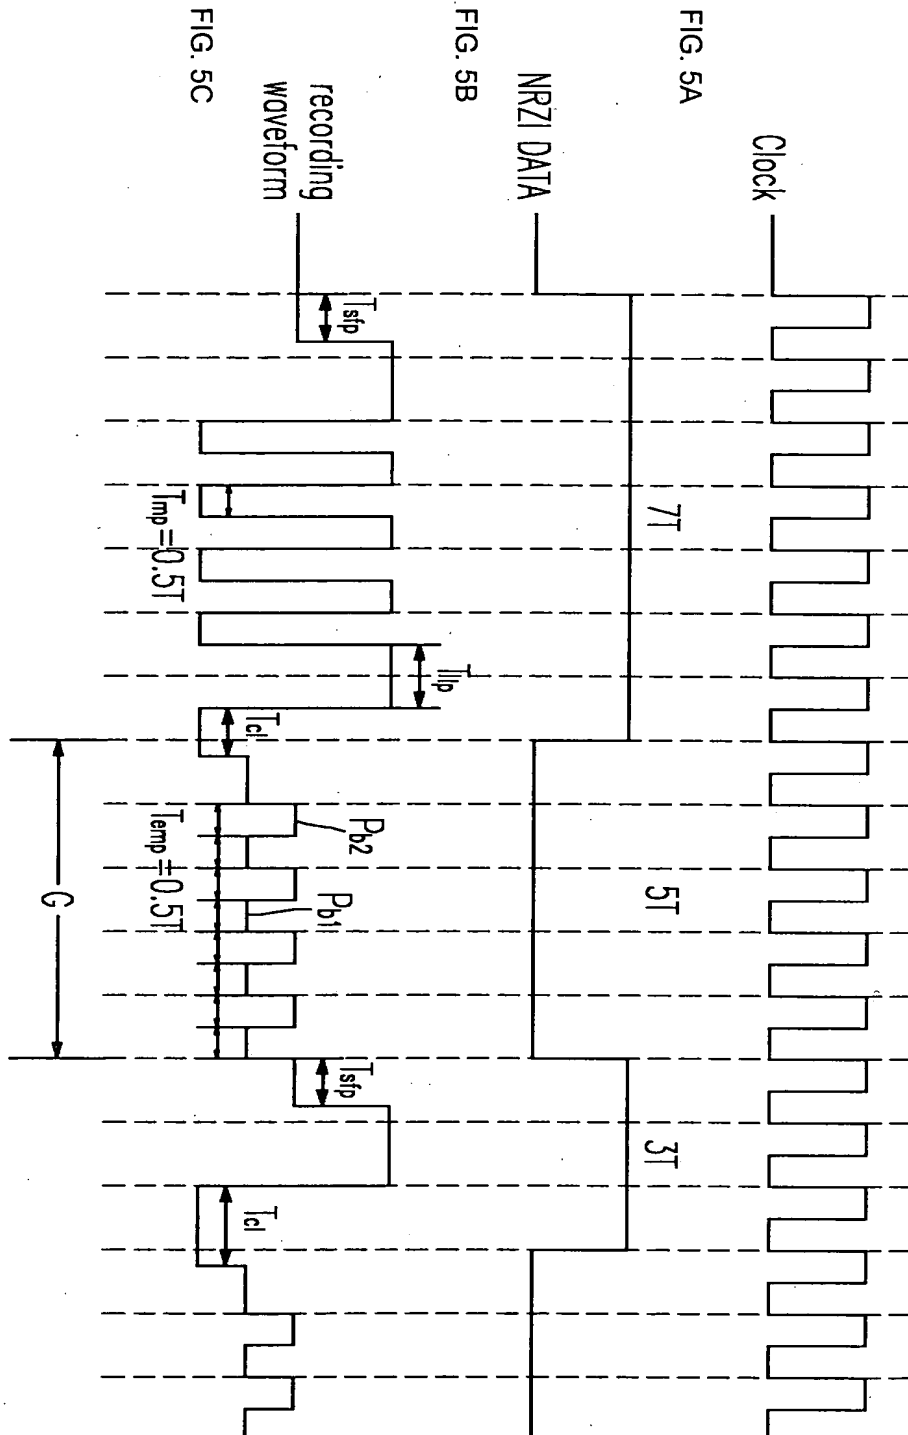 FIG. 5A
Clock
FIG. 5B
NRZI DATA
7T
5T
3T
FIG. 5C
recording
waveform
Tsfp
Tmp=0.5T
Tllp
Tcl
Temp=0.5T
Pb2
Pb1
Tsfp
Tcl
G